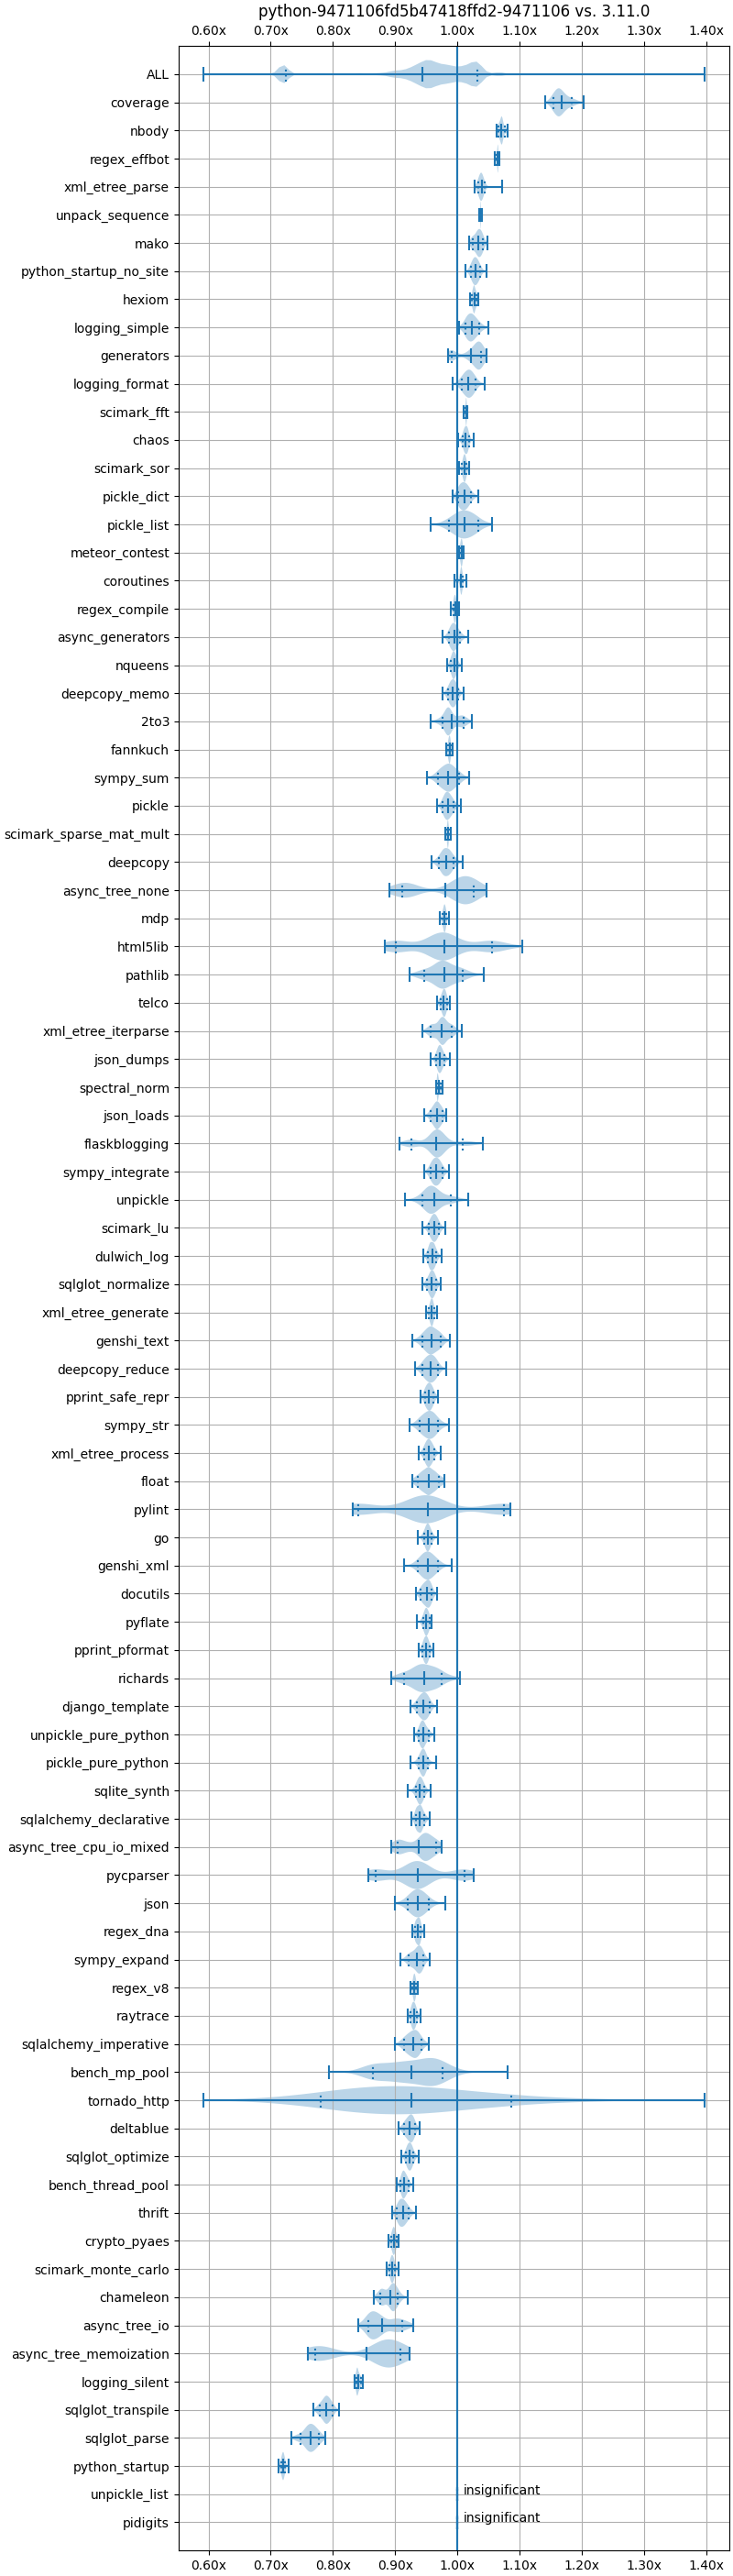 python-9471106fd5b47418ffd2-9471106 vs. 3.11.0
0.60x 0.70x 0.80x 0.90x 1.00x 1.10x 1.20x 1.30x 1.40x
ALL
coverage
nbody
regex_effbot
xml_etree_parse
unpack_sequence
mako
python_startup_no_site
hexiom
logging_simple
generators
logging_format
scimark_fft
chaos
scimark_sor
pickle_dict
pickle_list
meteor_contest
coroutines
regex_compile
async_generators
nqueens
deepcopy_memo
2to3
fannkuch
sympy_sum
pickle
scimark_sparse_mat_mult
deepcopy
async_tree_none
mdp
html5lib
pathlib
telco
xml_etree_iterparse
json_dumps
spectral_norm
json_loads
flaskblogging
sympy_integrate
unpickle
scimark_lu
dulwich_log
sqlglot_normalize
xml_etree_generate
genshi_text
deepcopy_reduce
pprint_safe_repr
sympy_str
xml_etree_process
float
pylint
go
genshi_xml
docutils
pyflate
pprint_pformat
richards
django_template
unpickle_pure_python
pickle_pure_python
sqlite_synth
sqlalchemy_declarative
async_tree_cpu_io_mixed
pycparser
json
regex_dna
sympy_expand
regex_v8
raytrace
sqlalchemy_imperative
bench_mp_pool
tornado_http
deltablue
sqlglot_optimize
bench_thread_pool
thrift
crypto_pyaes
scimark_monte_carlo
chameleon
async_tree_io
async_tree_memoization
logging_silent
sqlglot_transpile
sqlglot_parse
python_startup
unpickle_list insignificant
pidigits insignificant
0.60x 0.70x 0.80x 0.90x 1.00x 1.10x 1.20x 1.30x 1.40x